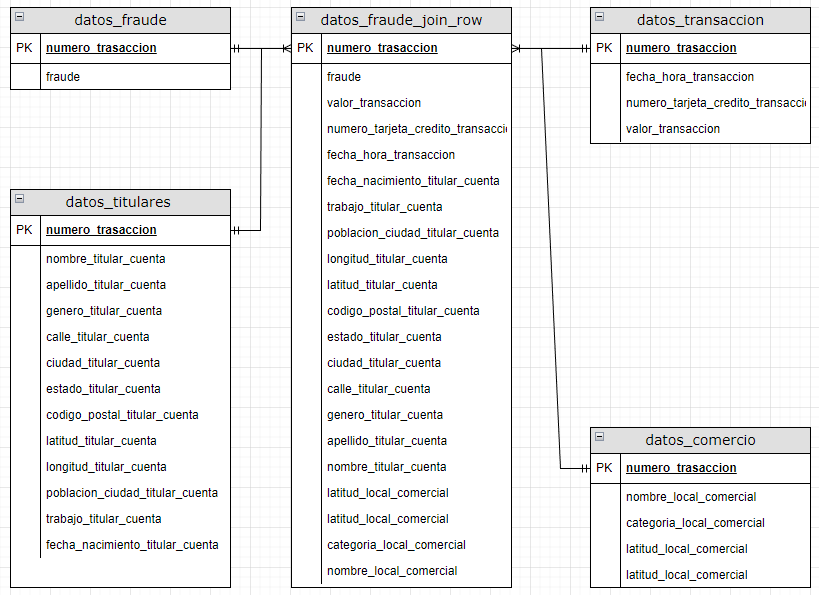 datos_fraude
PK numero_trasaccion
fraude
datos_titulares
PK numero_trasaccion
nombre_titular_cuenta
apellido_titular_cuenta
genero_titular_cuenta
calle_titular_cuenta
ciudad_titular_cuenta
estado_titular_cuenta
codigo_postal_titular_cuenta
latitud_titular_cuenta
longitud_titular_cuenta
poblacion_ciudad_titular_cuenta
trabajo_titular_cuenta
fecha_nacimiento_titular_cuenta
datos_fraude_join_row
PK numero_trasaccion
fraude
valor_transaccion
numero_tarjeta_credito_transacci
fecha_hora_transaccion
fecha_nacimiento_titular_cuenta
trabajo_titular_cuenta
poblacion_ciudad_titular_cuenta
longitud_titular_cuenta
latitud_titular_cuenta
codigo_postal_titular_cuenta
estado_titular_cuenta
ciudad_titular_cuenta
calle_titular_cuenta
genero_titular_cuenta
apellido_titular_cuenta
nombre_titular_cuenta
latitud_local_comercial
latitud_local_comercial
categoria_local_comercial
nombre_local_comercial
datos_transaccion
PK numero_trasaccion
fecha_hora_transaccion
numero_tarjeta_credito_transacci
valor_transaccion
datos_comercio
PK numero_trasaccion
nombre_local_comercial
categoria_local_comercial
latitud_local_comercial
latitud_local_comercial